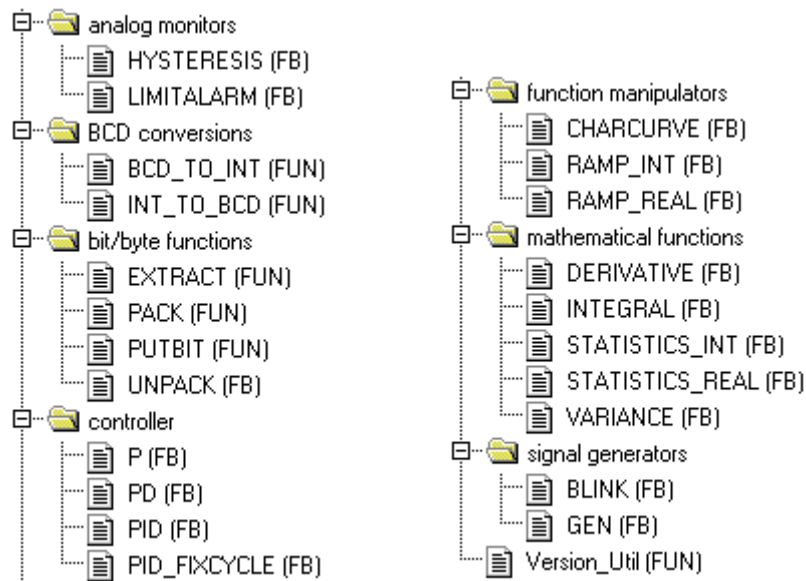 analog monitors
HYSTERESIS (FB)
LIMITALARM (FB)
BCD conversions
BCD_TO_INT (FUN)
INT_TO_BCD (FUN)
bit/byte functions
EXTRACT (FUN)
PACK (FUN)
PUTBIT (FUN)
UNPACK (FB)
controller
P (FB)
PD (FB)
PID (FB)
PID_FIXCYCLE (FB)
function manipulators
CHARCURVE (FB)
RAMP_INT (FB)
RAMP_REAL (FB)
mathematical functions
DERIVATIVE (FB)
INTEGRAL (FB)
STATISTICS_INT (FB)
STATISTICS_REAL (FB)
VARIANCE (FB)
signal generators
BLINK (FB)
GEN (FB)
Version_Util (FUN)